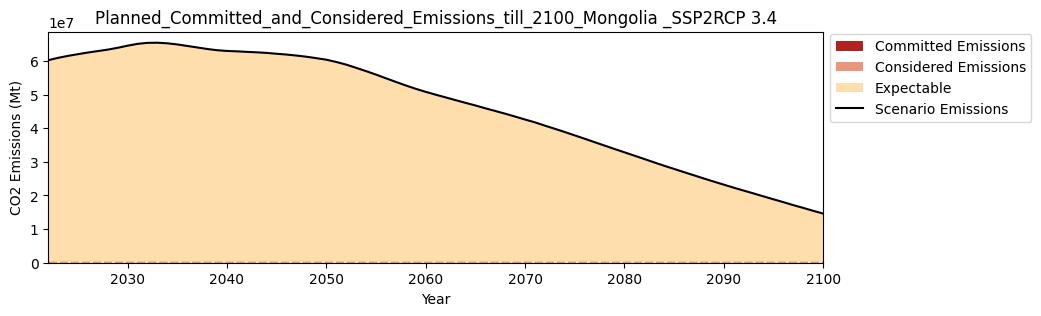 Planned_Committed_and_Considered_Emissions_till_2100_Mongolia _SSP2RCP 3.4
1e7
CO2 Emissions (Mt)
6
5
4
3
2
1
0
2030 2040 2050 2060 2070 2080 2090 2100
Year
Committed Emissions
Considered Emissions
Expectable
Scenario Emissions